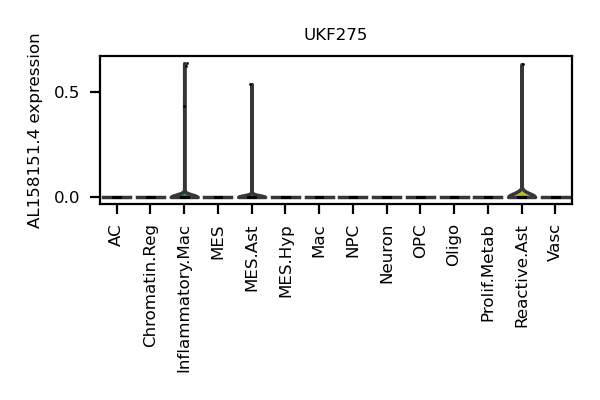 UKF275
AL158151.4 expression
0.5
0.0
AC
Chromatin.Reg
Inflammatory.Mac
MES
MES.Ast
MES.Hyp
Mac
NPC
Neuron
OPC
Oligo
Prolif.Metab
Reactive.Ast
Vasc